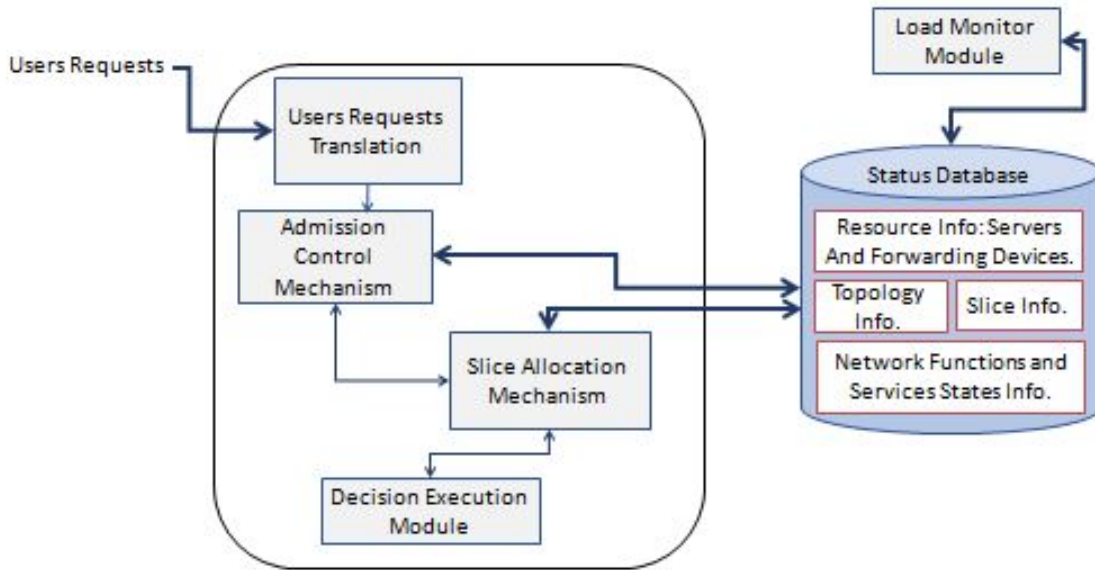 Users Requests
Users Requests
Translation
Admission
Control
Mechanism
Slice Allocation
Mechanism
Decision Execution
Module
Load Monitor
Module
Status Database
Resource Info: Servers
And Forwarding Devices.
Topology
Info.
Slice Info.
Network Functions and
Services States Info.